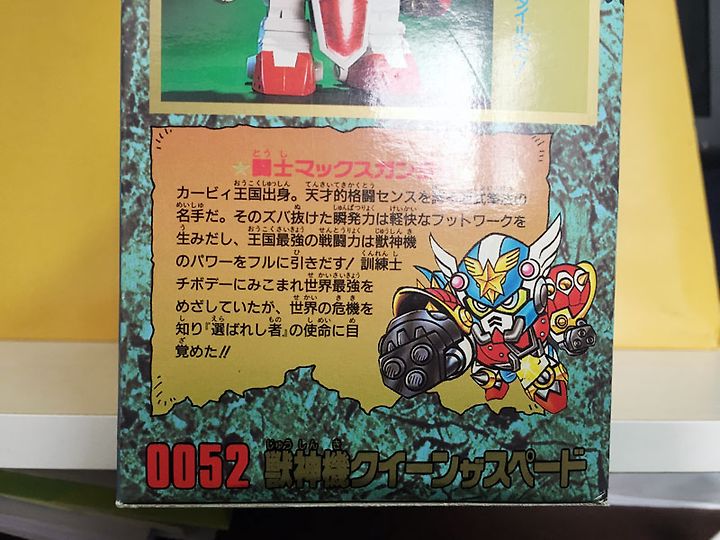 ★闘士マックスガン
カービィ王国出身。天才的格闘センスを
名手だ。そのズバ抜けた瞬発力は軽快なフットワークを
生みだし、王国最強の戦闘力は獣神機
のパワーをフルに引きだす！訓練士
チボデーにみこまれ世界最強を
めざしていたが、世界の危機を
知り『選ばれし者』の使命に目
覚めた!!
0052 獣神機クイーンザスペード